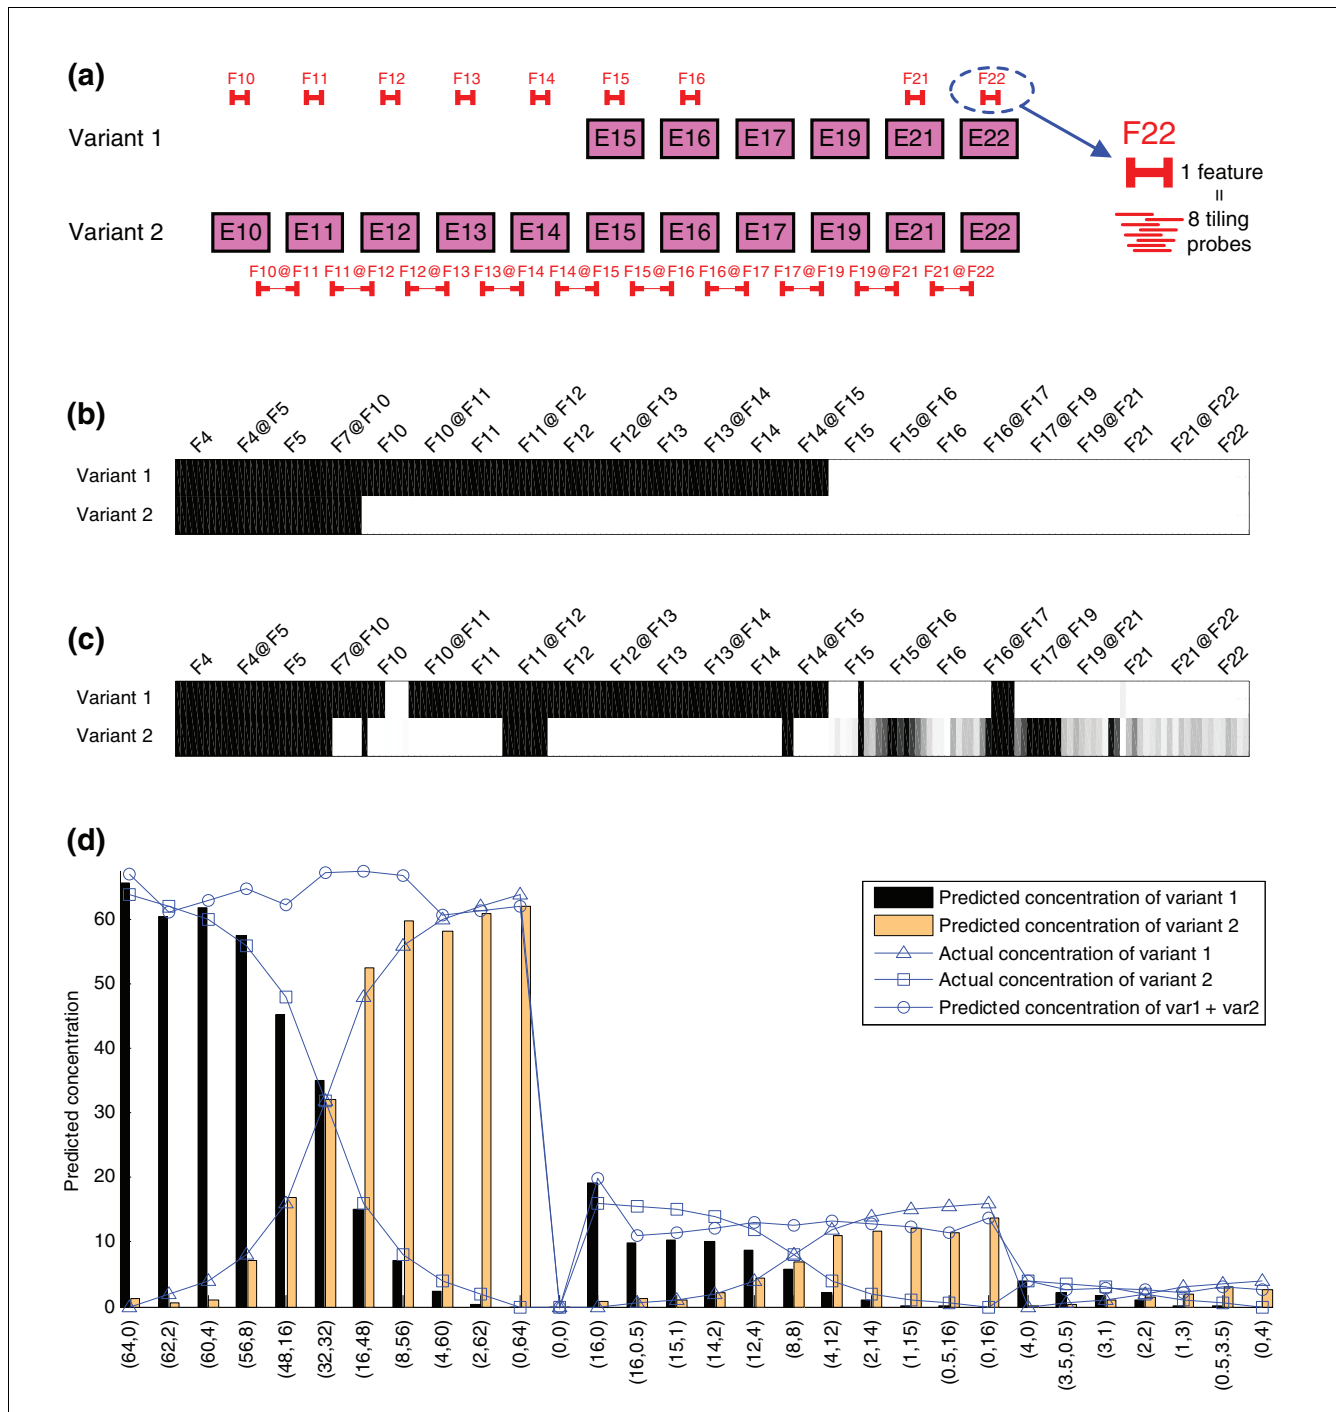 (a)
F10 F11 F12 F13 F14 F15 F16 F21 F22
Variant 1 E15 E16 E17 E19 E21 E22
F22
1 feature
=
8 tiling
probes
Variant 2 E10 E11 E12 E13 E14 E15 E16 E17 E19 E21 E22
F10@F11 F11@F12 F12@F13 F13@F14 F14@F15 F15@F16 F16@F17 F17@F19 F19@F21 F21@F22
(b)
F4 F4@F5 F5 F7@F10 F10 F10@F11 F11 F11@F12 F12 F12@F13 F13 F13@F14 F14 F14@F15 F15 F15@F16 F16 F16@F17 F17@F19 F19@F21 F21 F21@F22 F22
Variant 1
Variant 2
(c)
F4 F4@F5 F5 F7@F10 F10 F10@F11 F11 F11@F12 F12 F12@F13 F13 F13@F14 F14 F14@F15 F15 F15@F16 F16 F16@F17 F17@F19 F19@F21 F21 F21@F22 F22
Variant 1
Variant 2
(d)
Predicted concentration
60
50
40
30
20
10
0
Predicted concentration of variant 1
Predicted concentration of variant 2
Actual concentration of variant 1
Actual concentration of variant 2
Predicted concentration of var1 + var2
(64,0) (62,2) (60,4) (56,8) (48,16) (32,32) (16,48) (8,56) (4,60) (2,62) (0,64) (0,0) (16,0) (16,0.5) (15,1) (14,2) (12,4) (8,8) (4,12) (2,14) (1,15) (0.5,16) (0,16) (4,0) (3.5,0.5) (3,1) (2,2) (1,3) (0.5,3.5) (0,4)